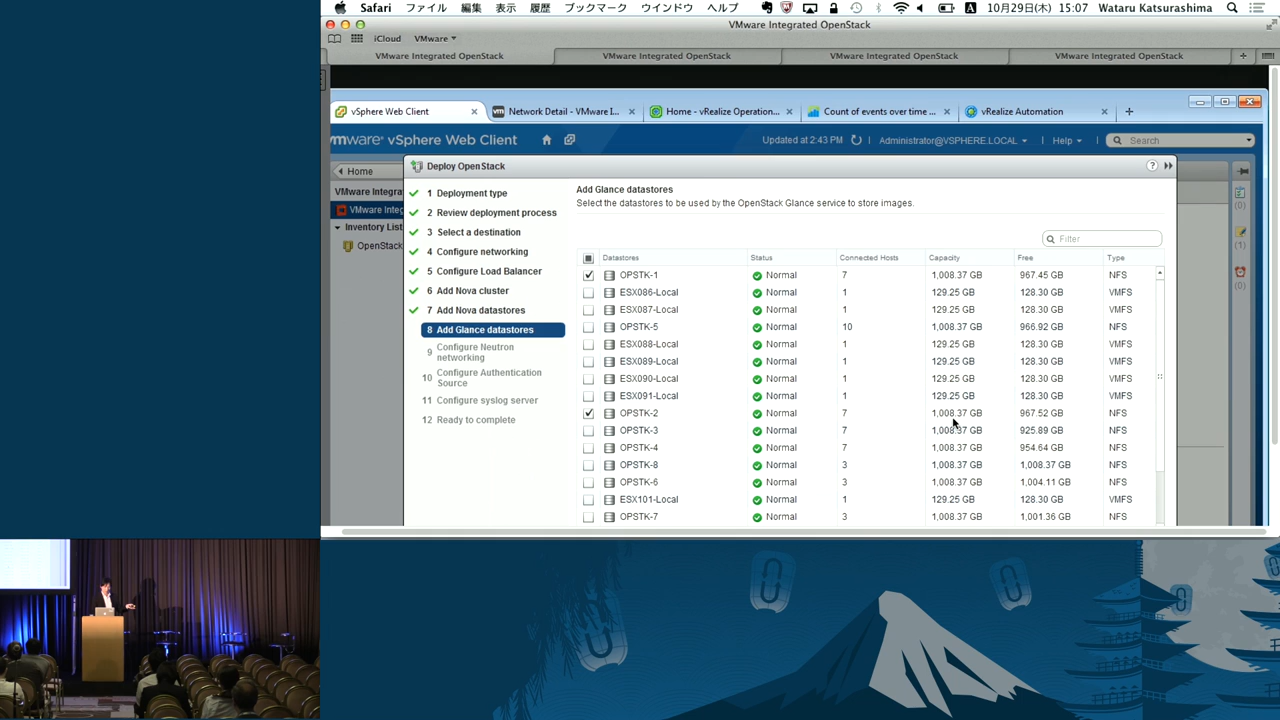 Safari ファイル 編集 表示 履歴 ブックマーク ウインドウ ヘルプ A 10月29日(木) 15:07 Wataru Katsurashima
VMware Integrated OpenStack
iCloud VMware
VMware Integrated OpenStack VMware Integrated OpenStack VMware Integrated OpenStack VMware Integrated OpenStack
vSphere Web Client Network Detail - VMware I... Home - vRealize Operation... Count of events over time ... vRealize Automation
vmware® vSphere Web Client Updated at 2:43 PM Administrator@VSPHERE.LOCAL Help Search
Home
VMware Integra
VMware Integ
Inventory List
OpenStack
(0)
(1)
(0)
Deploy OpenStack
1 Deployment type
2 Review deployment process
3 Select a destination
4 Configure networking
5 Configure Load Balancer
6 Add Nova cluster
7 Add Nova datastores
8 Add Glance datastores
9 Configure Neutron
networking
10 Configure Authentication
Source
11 Configure syslog server
12 Ready to complete
Add Glance datastores
Select the datastores to be used by the OpenStack Glance service to store images.
Filter
Datastores Status Connected Hosts Capacity Free Type
OPSTK-1 Normal 7 1,008.37 GB 967.45 GB NFS
ESX086-Local Normal 1 129.25 GB 128.30 GB VMFS
ESX087-Local Normal 1 129.25 GB 128.30 GB VMFS
OPSTK-5 Normal 10 1,008.37 GB 966.92 GB NFS
ESX088-Local Normal 1 129.25 GB 128.30 GB VMFS
ESX089-Local Normal 1 129.25 GB 128.30 GB VMFS
ESX090-Local Normal 1 129.25 GB 128.30 GB VMFS
ESX091-Local Normal 1 129.25 GB 128.30 GB VMFS
OPSTK-2 Normal 7 1,008.37 GB 967.52 GB NFS
OPSTK-3 Normal 7 1,008.37 GB 925.89 GB NFS
OPSTK-4 Normal 7 1,008.37 GB 954.64 GB NFS
OPSTK-8 Normal 3 1,008.37 GB 1,008.37 GB NFS
OPSTK-6 Normal 3 1,008.37 GB 1,004.11 GB NFS
ESX101-Local Normal 1 129.25 GB 128.30 GB VMFS
OPSTK-7 Normal 3 1,008.37 GB 1,001.36 GB NFS